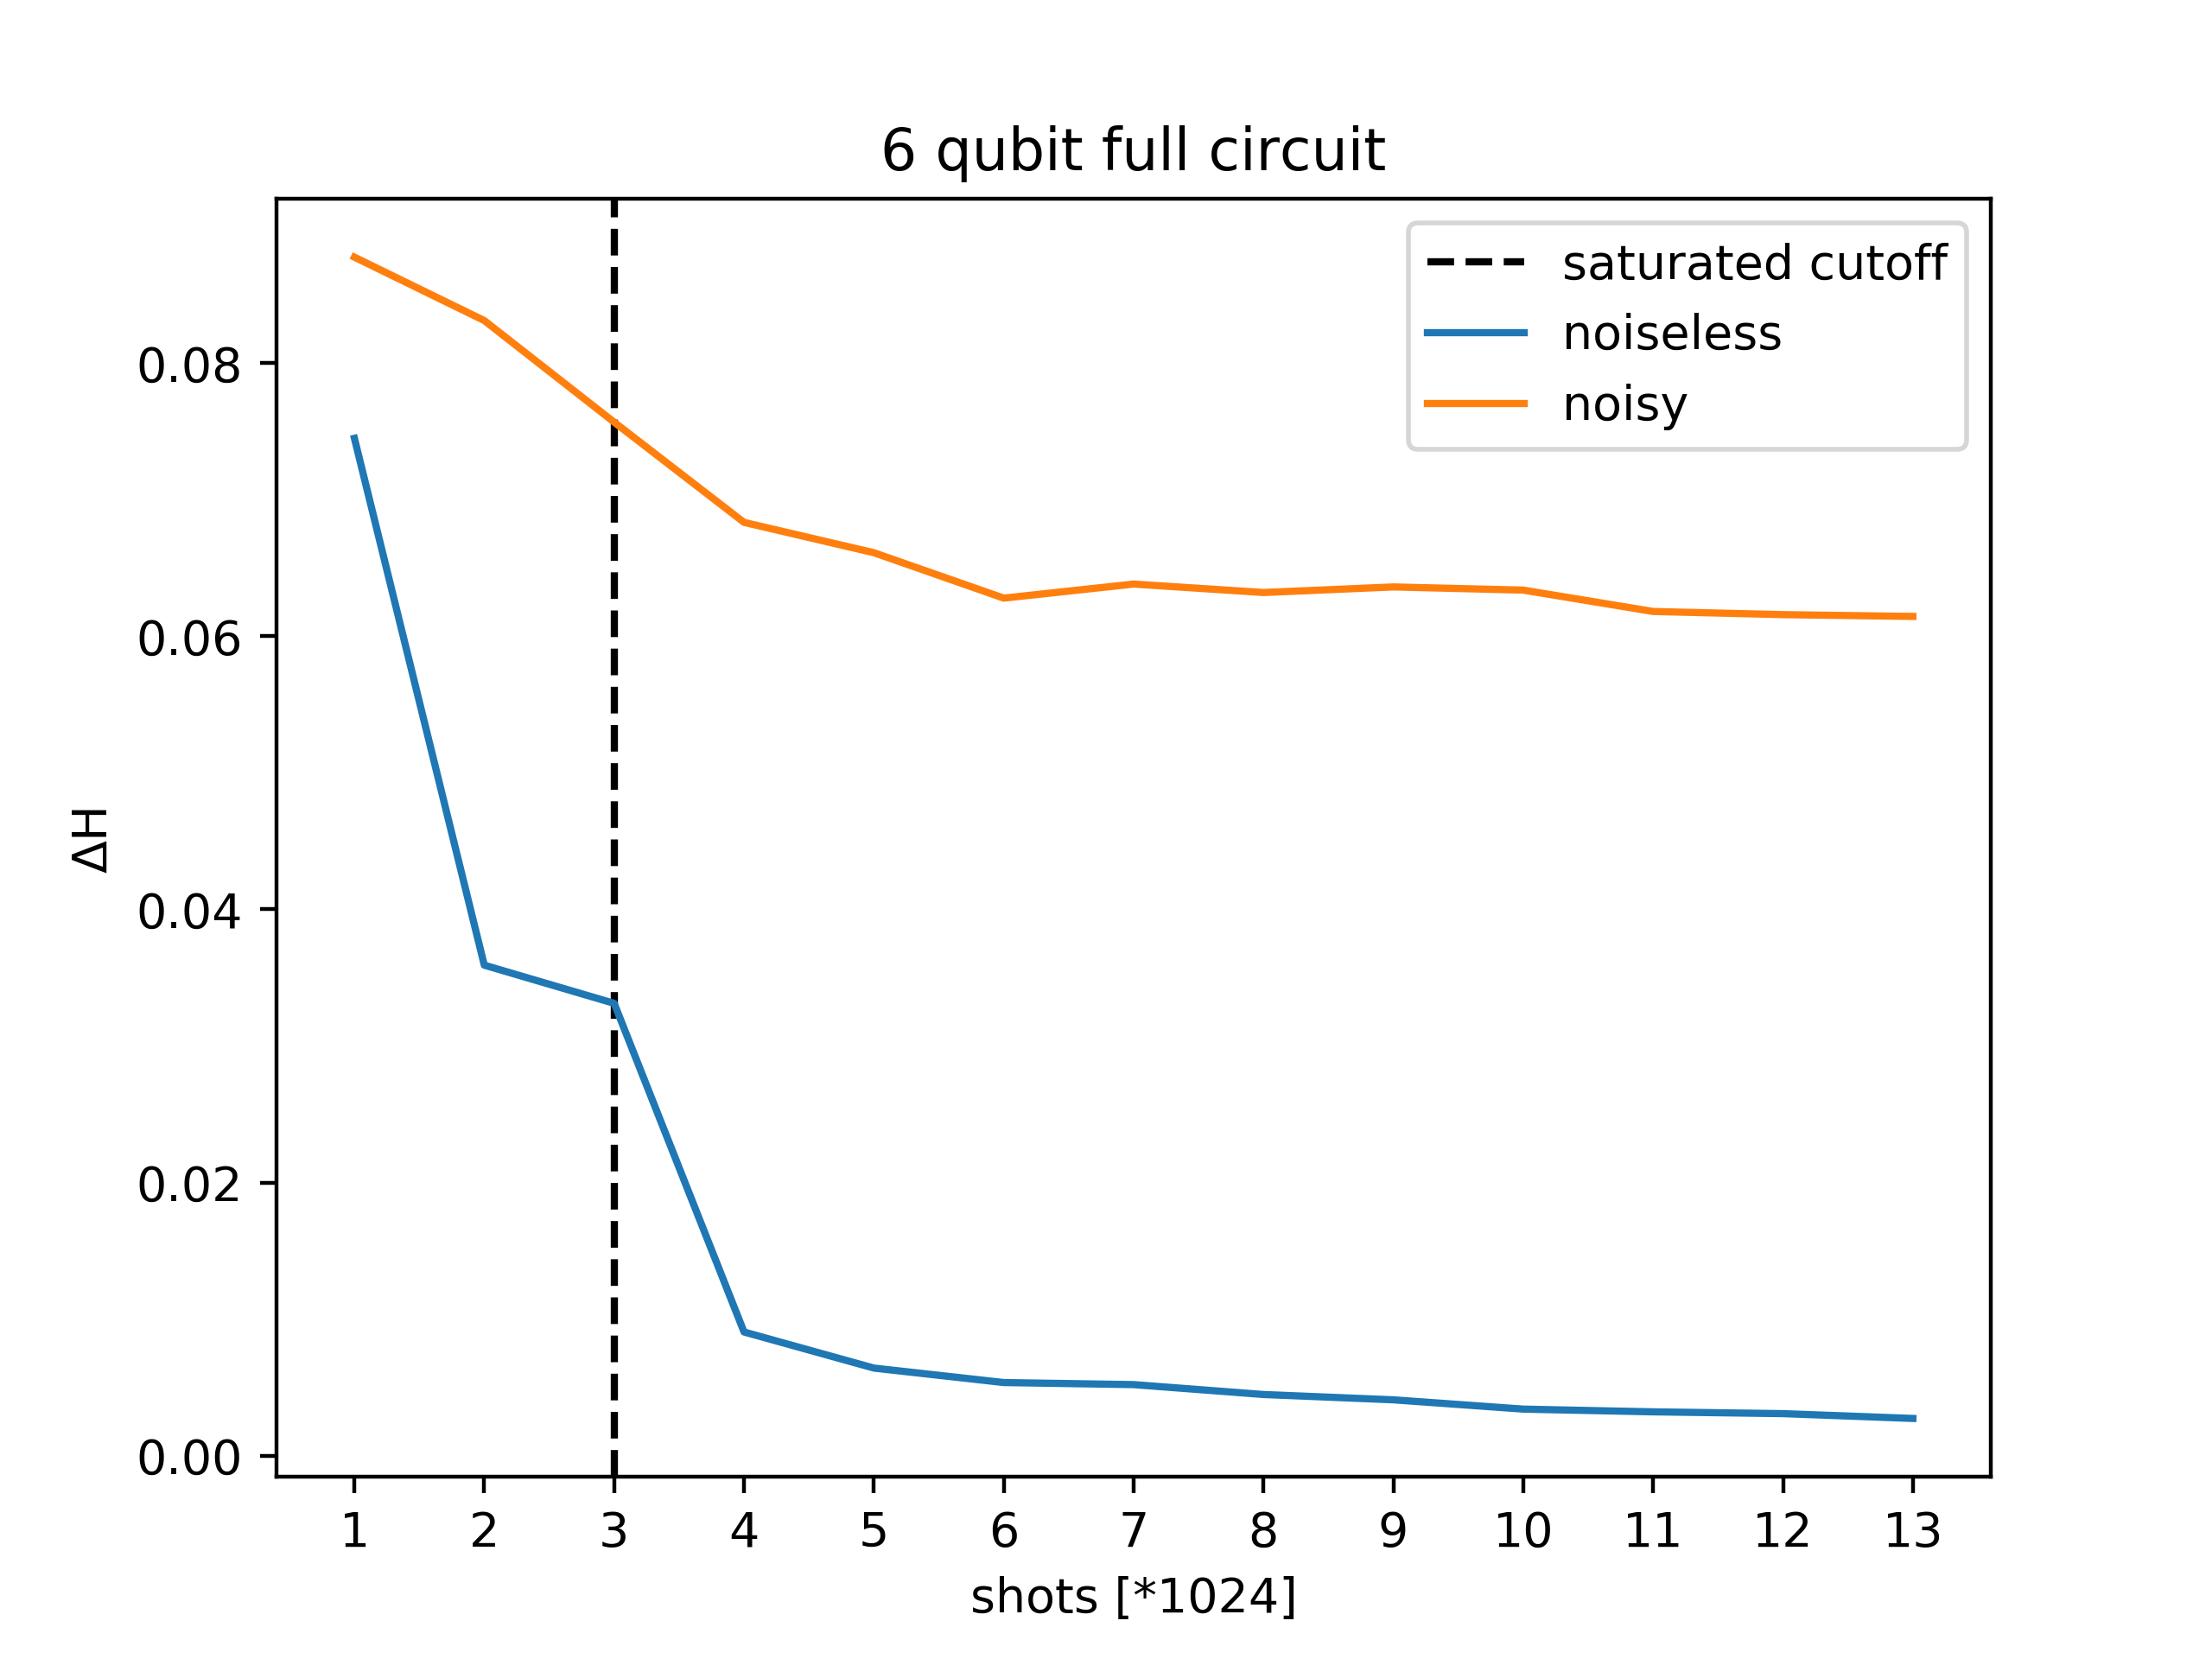 6 qubit full circuit
saturated cutoff
noiseless
noisy
0.08
0.06
0.04
0.02
0.00
ΔH
1 2 3 4 5 6 7 8 9 10 11 12 13
shots [*1024]